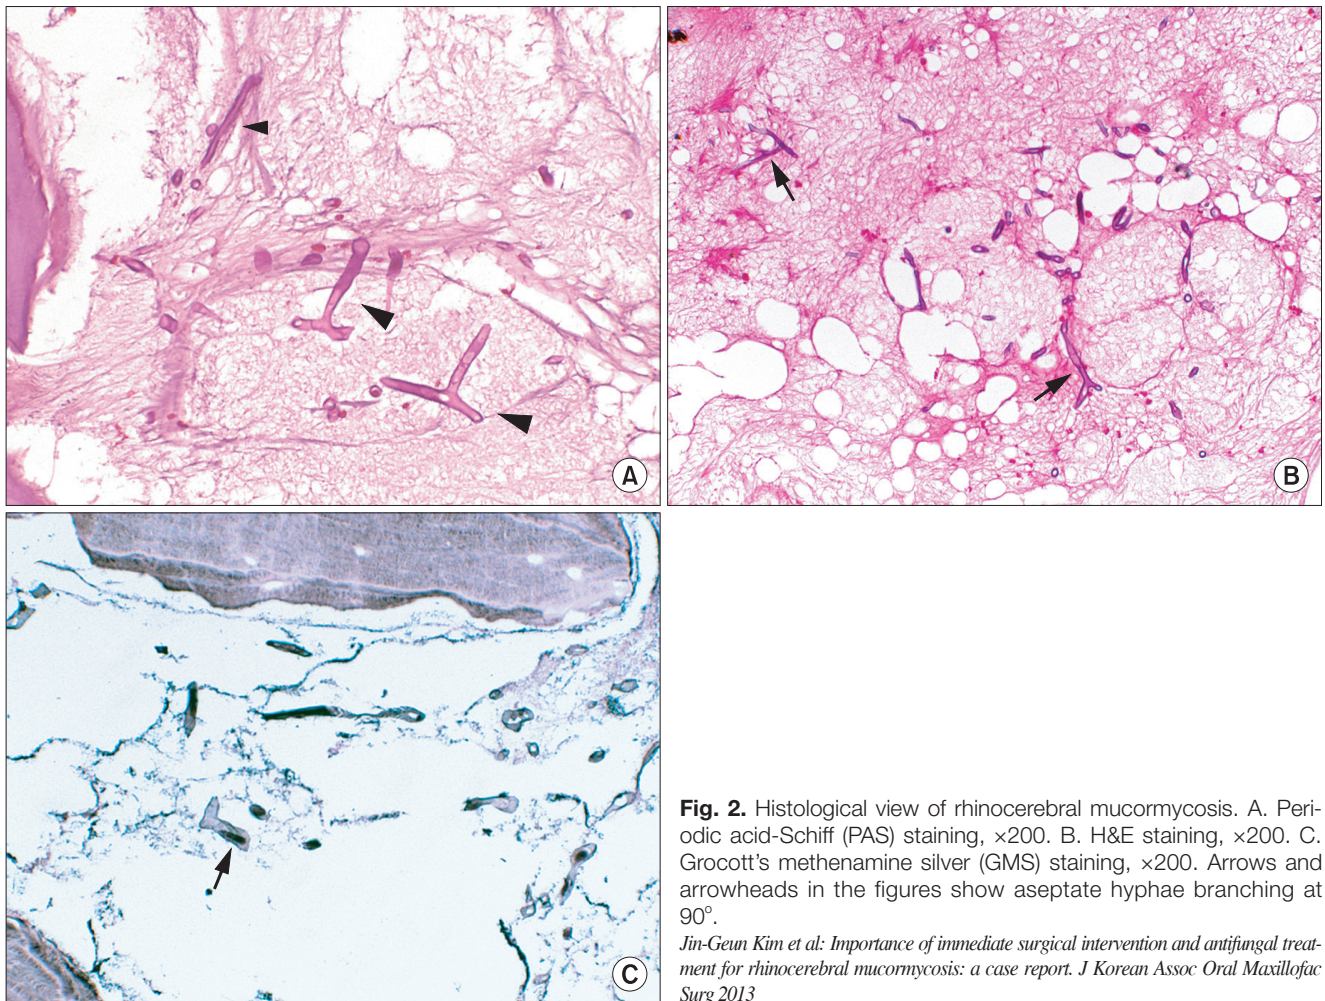 A
B
C
Fig. 2. Histological view of rhinocerebral mucormycosis. A. Peri-
odic acid-Schiff (PAS) staining, ×200. B. H&E staining, ×200. C.
Grocott's methenamine silver (GMS) staining, ×200. Arrows and
arrowheads in the figures show aseptate hyphae branching at
90°.
Jin-Geun Kim et al: Importance of immediate surgical intervention and antifungal treat-
ment for rhinocerebral mucormycosis: a case report. J Korean Assoc Oral Maxillofac
Surg 2013